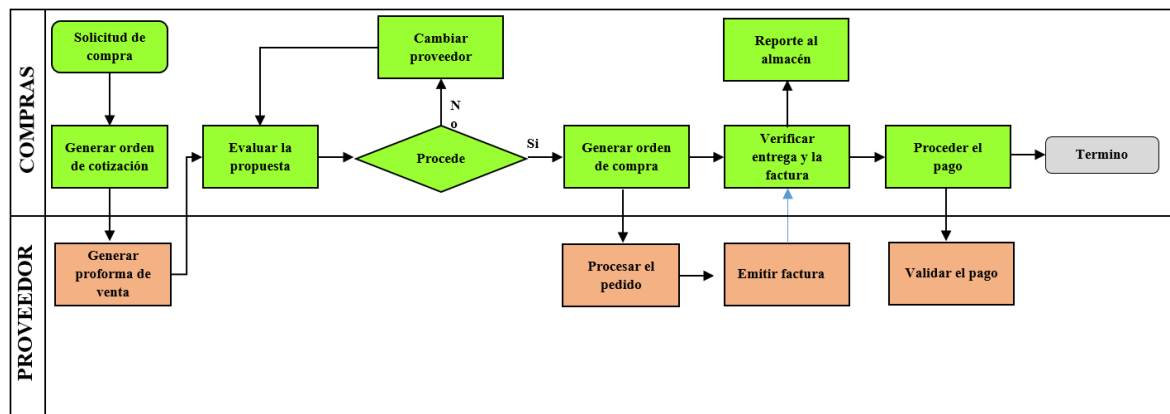 COMPRAS
Solicitud de
compra
Cambiar
proveedor
Reporte al
almacén
N
o
Generar orden
de cotización
Evaluar la
propuesta
Procede
Si
Generar orden
de compra
Verificar
entrega y la
factura
Proceder el
pago
Termino
PROVEEDOR
Generar
proforma de
venta
Procesar el
pedido
Emitir factura
Validar el pago